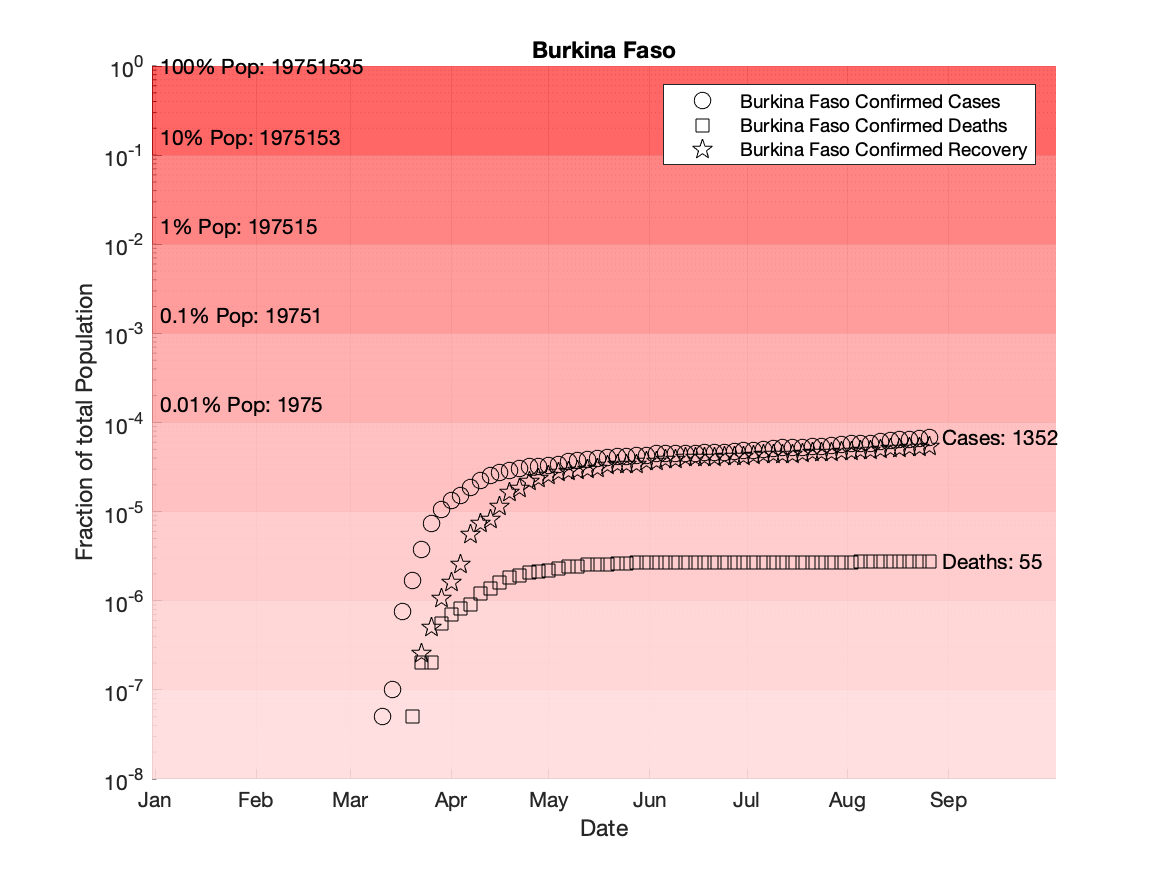 Burkina Faso
10^0
100% Pop: 19751535
Burkina Faso Confirmed Cases
Burkina Faso Confirmed Deaths
Burkina Faso Confirmed Recovery
10% Pop: 1975153
10^-1
1% Pop: 197515
10^-2
0.1% Pop: 19751
10^-3
0.01% Pop: 1975
10^-4
Cases: 1352
10^-5
Deaths: 55
10^-6
10^-7
10^-8
Fraction of total Population
Jan Feb Mar Apr May Jun Jul Aug Sep
Date